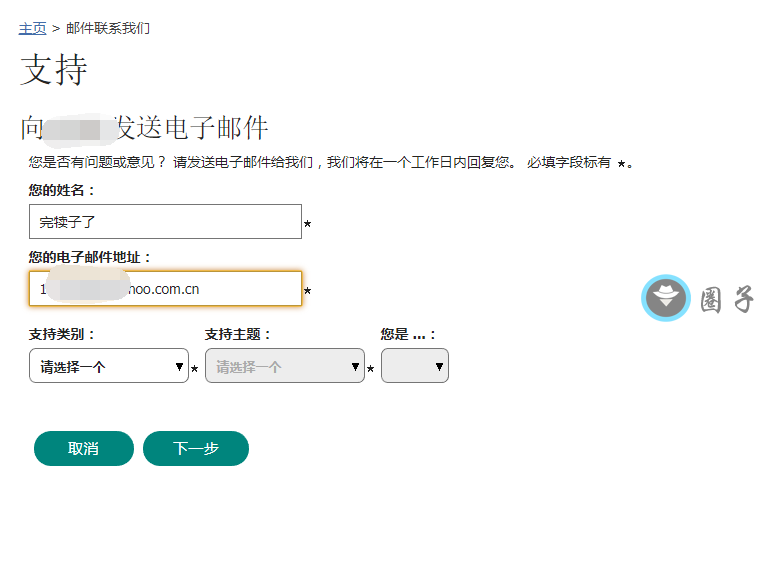 主页 > 邮件联系我们
支持
向 发送电子邮件
您是否有问题或意见？ 请发送电子邮件给我们，我们将在一个工作日内回复您。 必填字段标有 *。
您的姓名：
完犊子了 *
您的电子邮件地址：
1 hoo.com.cn *
支持类别： 支持主题： 您是 ...：
请选择一个 ▼ * 请选择一个 ▼ * ▼
取消 下一步
圈子